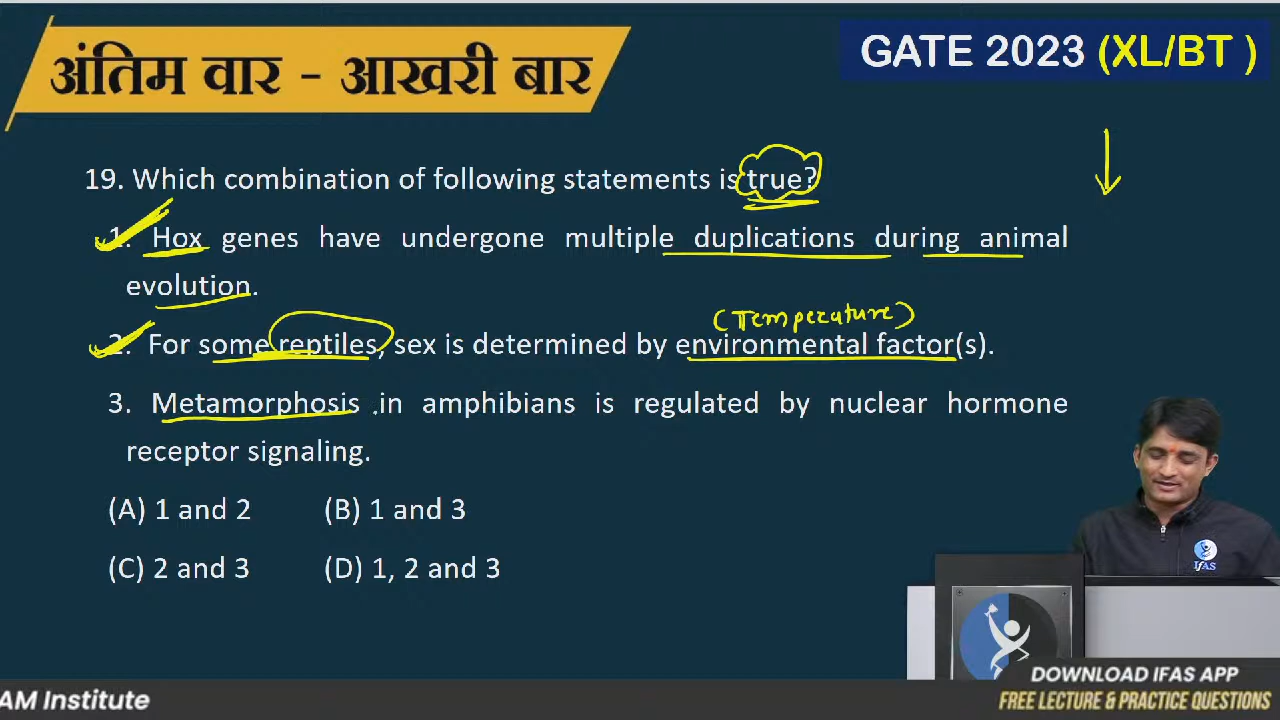 अंतिम वार - आखरी बार
GATE 2023 (XL/BT )
19. Which combination of following statements is true?
1. Hox genes have undergone multiple duplications during animal
evolution.
(Temperature)
2. For some reptiles, sex is determined by environmental factor(s).
3. Metamorphosis in amphibians is regulated by nuclear hormone
receptor signaling.
(A) 1 and 2 (B) 1 and 3
(C) 2 and 3 (D) 1, 2 and 3
IFAS
DOWNLOAD IFAS APP
FREE LECTURE & PRACTICE QUESTIONS
AM Institute